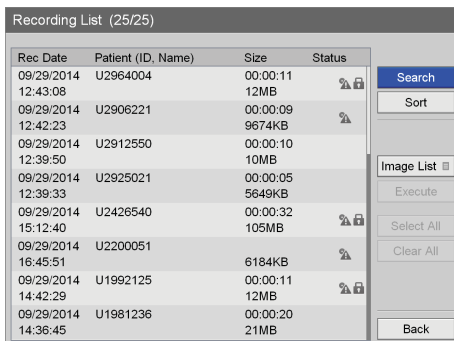 Recording List (25/25)
Rec Date Patient (ID, Name) Size Status
09/29/2014 U2964004 00:00:11
12:43:08 12MB
09/29/2014 U2906221 00:00:09
12:42:23 9674KB
09/29/2014 U2912550 00:00:10
12:39:50 10MB
09/29/2014 U2925021 00:00:05
12:39:33 5649KB
09/29/2014 U2426540 00:00:32
15:12:40 105MB
09/29/2014 U2200051
16:45:51 6184KB
09/29/2014 U1992125 00:00:11
14:42:29 12MB
09/29/2014 U1981236 00:00:20
14:36:45 21MB
Search
Sort
Image List
Execute
Select All
Clear All
Back